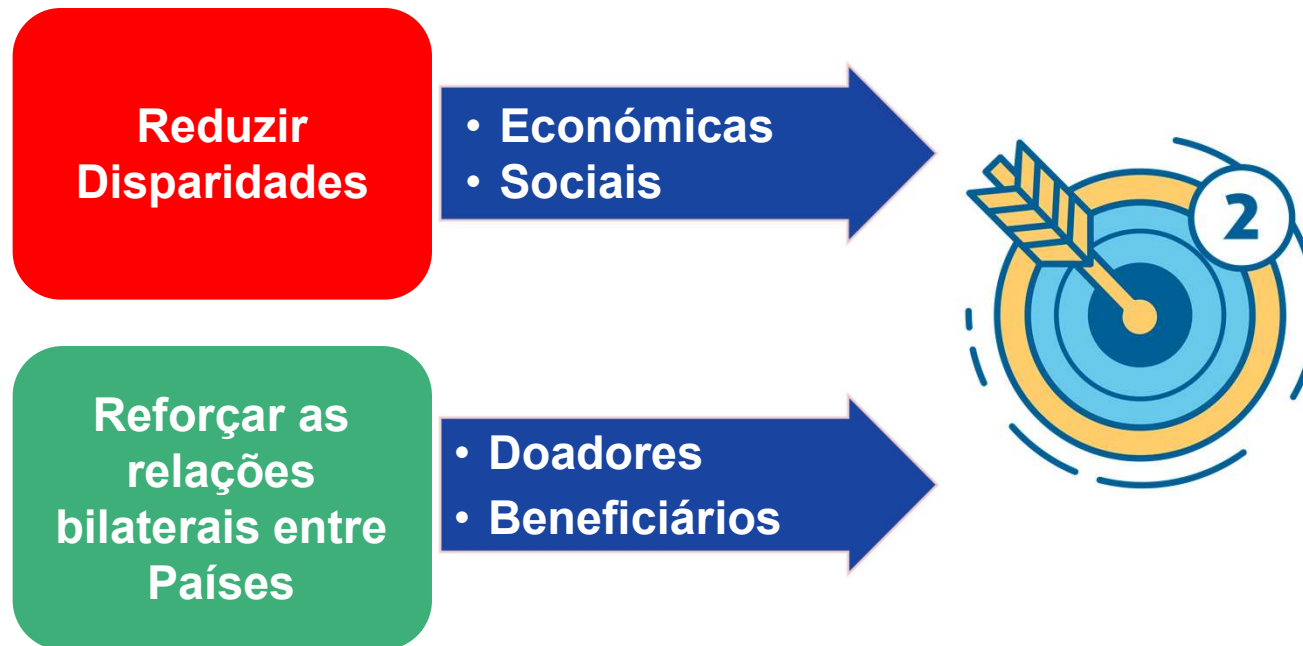 Reduzir
Disparidades
• Económicas
• Sociais
2
Reforçar as
relações
bilaterais entre
Países
• Doadores
• Beneficiários